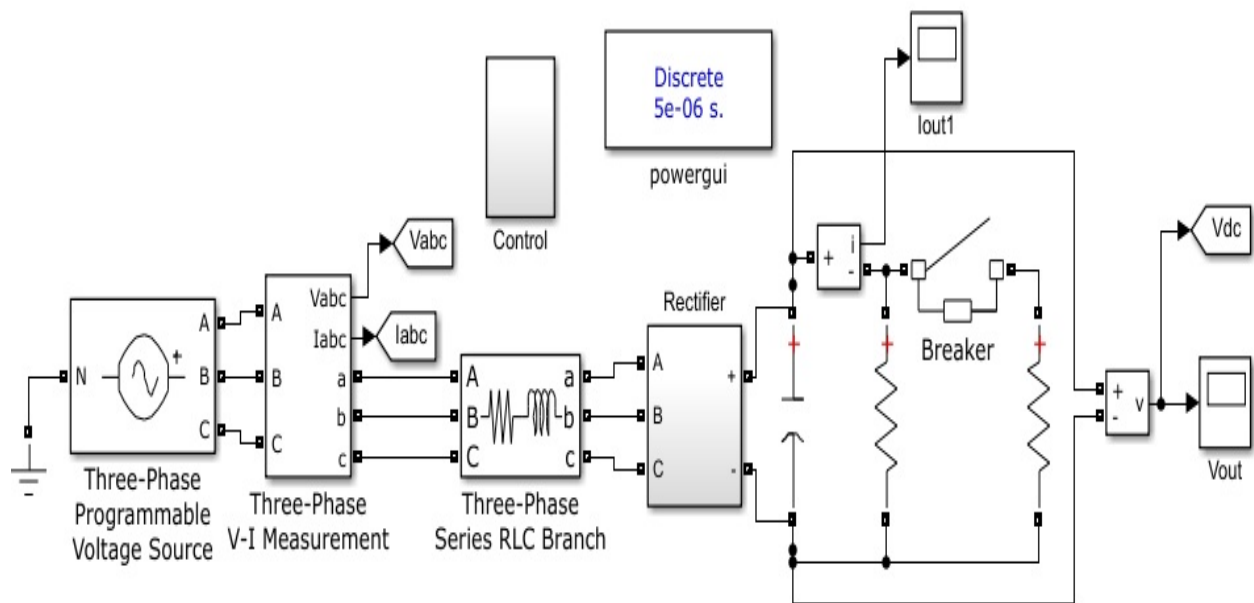 Discrete
5e-06 s.
powergui
Control
Iout1
Vabc
Iabc
Vdc
Vout
N
A
B
C
Three-Phase
Programmable
Voltage Source
A
B
C
Vabc
Iabc
a
b
c
Three-Phase
V-I Measurement
A
B
C
a
b
c
Three-Phase
Series RLC Branch
Rectifier
A
B
C
+
-
+
i
-
Breaker
+
+
+
+
-
v